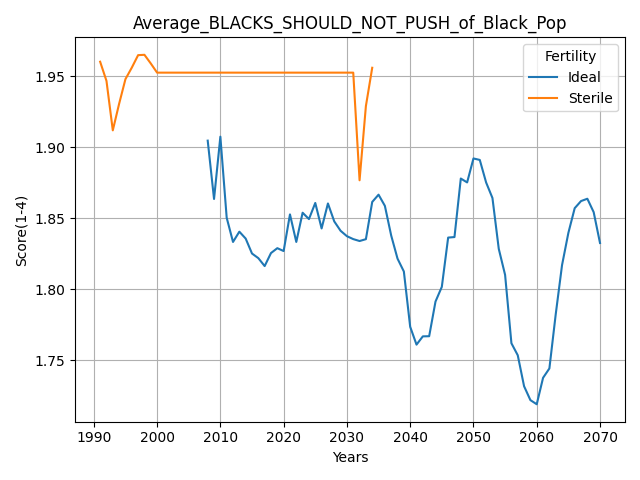 Average_BLACKS_SHOULD_NOT_PUSH_of_Black_Pop
Fertility
Ideal
Sterile
Score(1-4)
1.95
1.90
1.85
1.80
1.75
1990 2000 2010 2020 2030 2040 2050 2060 2070
Years